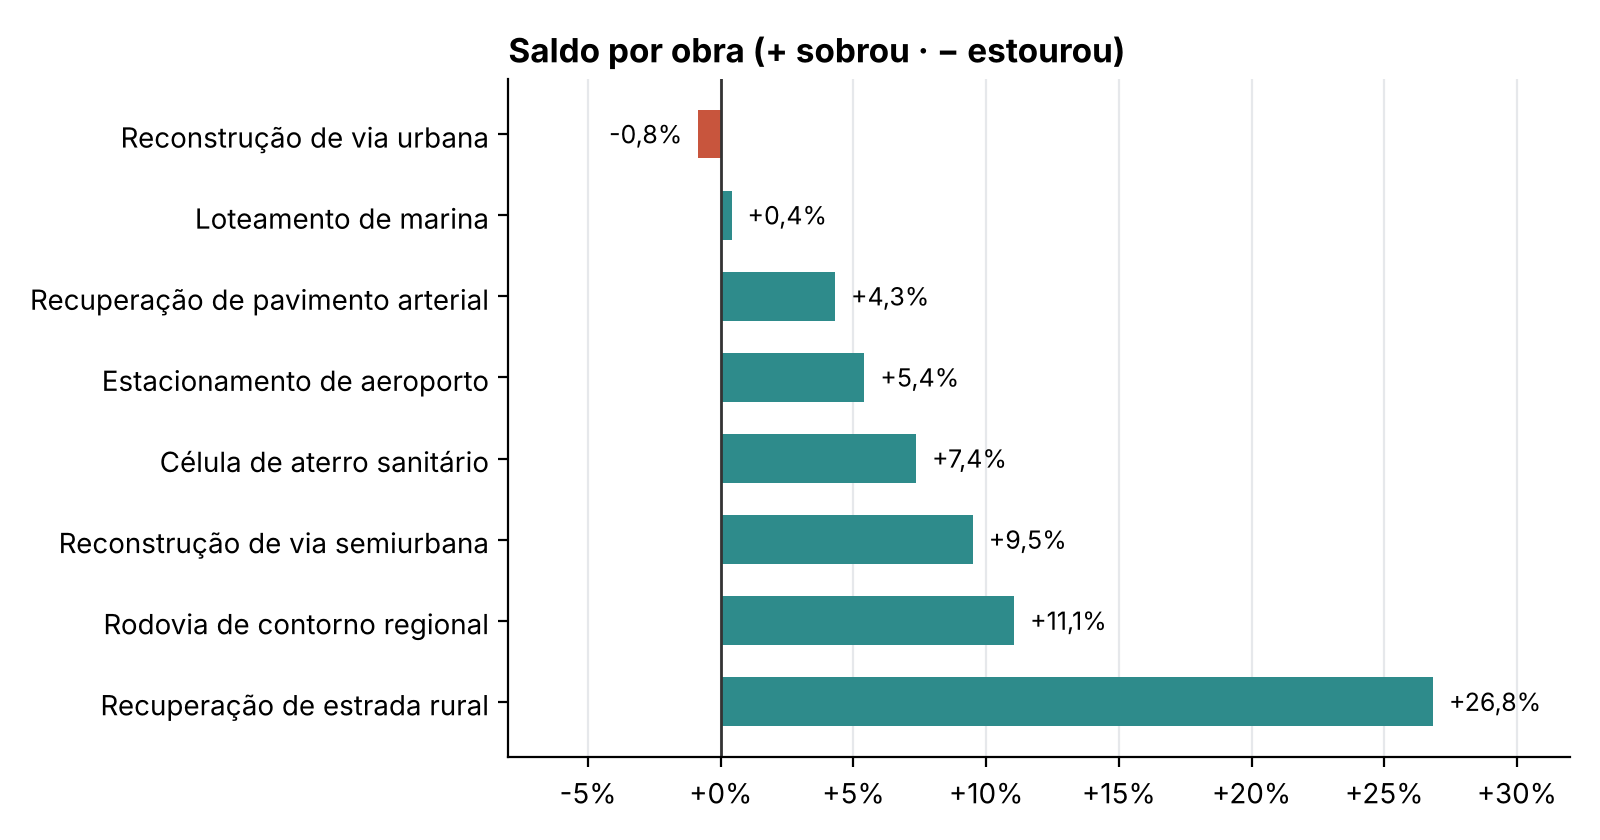 Saldo por obra (+ sobrou · − estourou)
Reconstrução de via urbana -0,8%
Loteamento de marina +0,4%
Recuperação de pavimento arterial +4,3%
Estacionamento de aeroporto +5,4%
Célula de aterro sanitário +7,4%
Reconstrução de via semiurbana +9,5%
Rodovia de contorno regional +11,1%
Recuperação de estrada rural +26,8%
-5% +0% +5% +10% +15% +20% +25% +30%